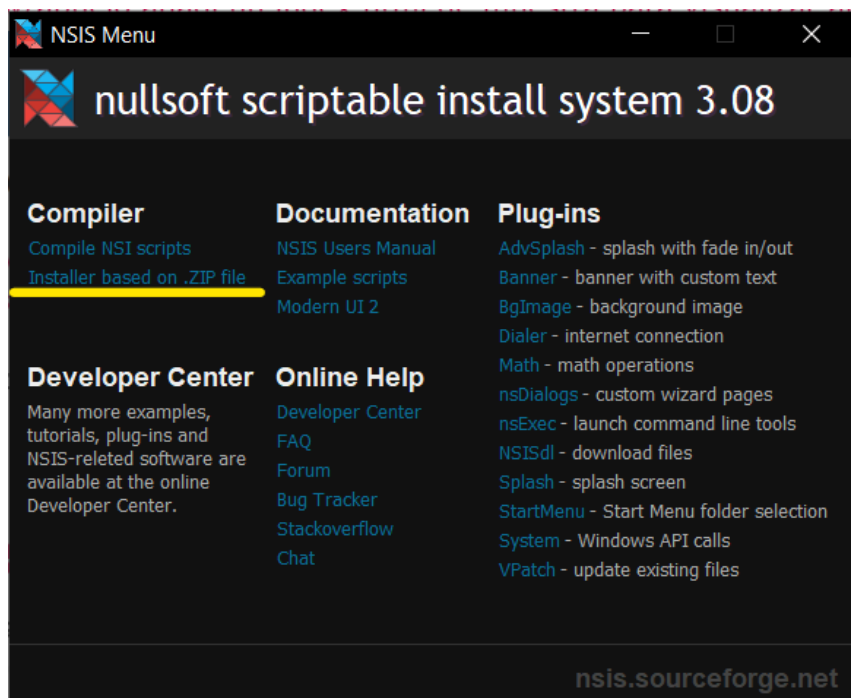 NSIS Menu
nullsoft scriptable install system 3.08
Compiler
Compile NSI scripts
Installer based on .ZIP file
Documentation
NSIS Users Manual
Example scripts
Modern UI 2
Plug-ins
AdvSplash - splash with fade in/out
Banner - banner with custom text
BgImage - background image
Dialer - internet connection
Math - math operations
nsDialogs - custom wizard pages
nsExec - launch command line tools
NSISdl - download files
Splash - splash screen
StartMenu - Start Menu folder selection
System - Windows API calls
VPatch - update existing files
Developer Center
Many more examples,
tutorials, plug-ins and
NSIS-releted software are
available at the online
Developer Center.
Online Help
Developer Center
FAQ
Forum
Bug Tracker
Stackoverflow
Chat
nsis.sourceforge.net